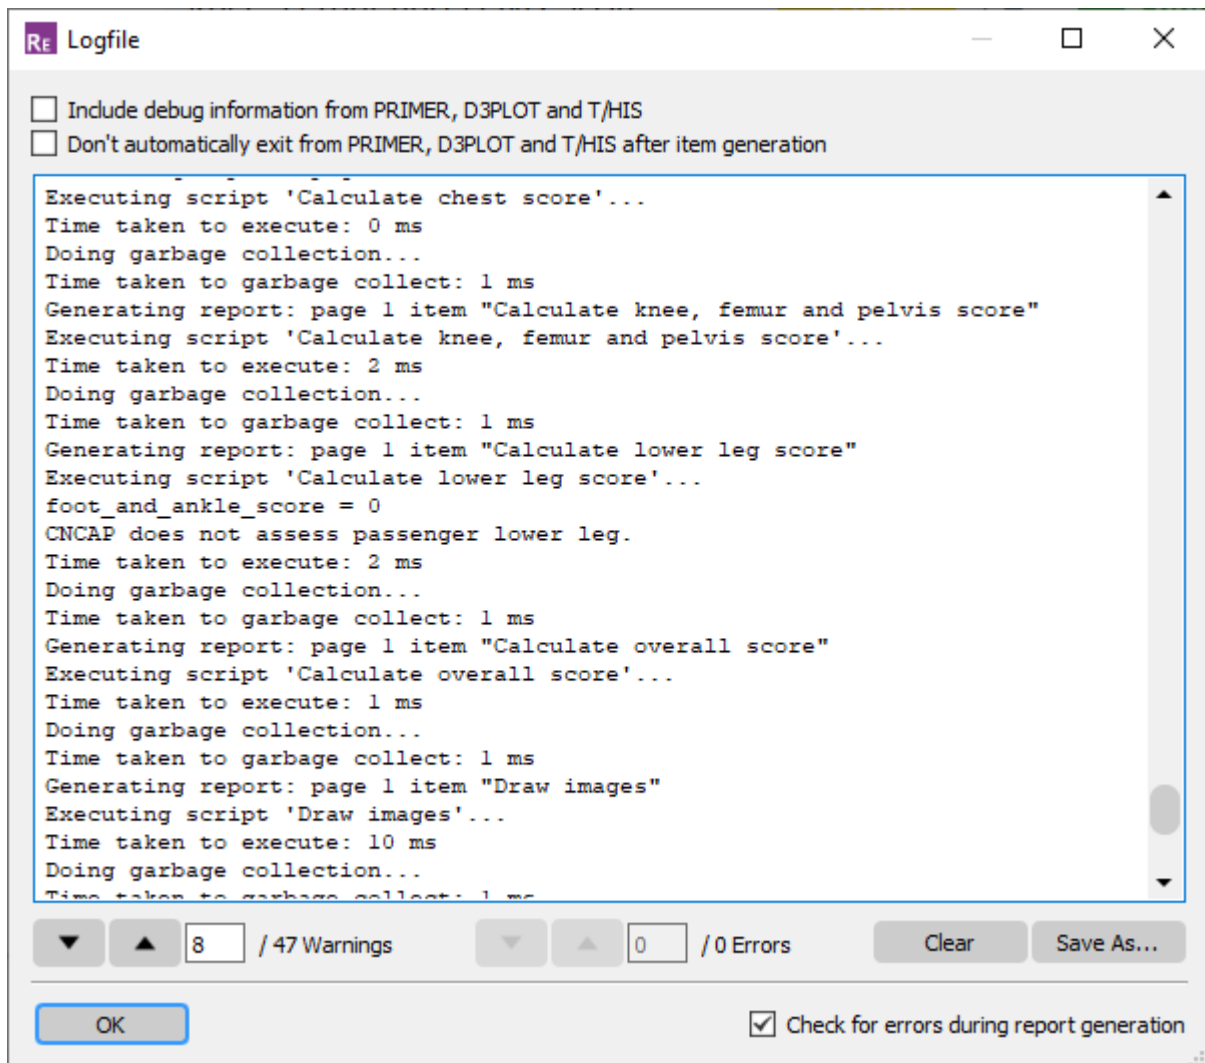 RE Logfile
Include debug information from PRIMER, D3PLOT and T/HIS
Don't automatically exit from PRIMER, D3PLOT and T/HIS after item generation
Executing script 'Calculate chest score'...
Time taken to execute: 0 ms
Doing garbage collection...
Time taken to garbage collect: 1 ms
Generating report: page 1 item "Calculate knee, femur and pelvis score"
Executing script 'Calculate knee, femur and pelvis score'...
Time taken to execute: 2 ms
Doing garbage collection...
Time taken to garbage collect: 1 ms
Generating report: page 1 item "Calculate lower leg score"
Executing script 'Calculate lower leg score'...
foot_and_ankle_score = 0
CNCAP does not assess passenger lower leg.
Time taken to execute: 2 ms
Doing garbage collection...
Time taken to garbage collect: 1 ms
Generating report: page 1 item "Calculate overall score"
Executing script 'Calculate overall score'...
Time taken to execute: 1 ms
Doing garbage collection...
Time taken to garbage collect: 1 ms
Generating report: page 1 item "Draw images"
Executing script 'Draw images'...
Time taken to execute: 10 ms
Doing garbage collection...
Time taken to garbage collect: 1 ms
8 / 47 Warnings 0 / 0 Errors Clear Save As...
OK Check for errors during report generation